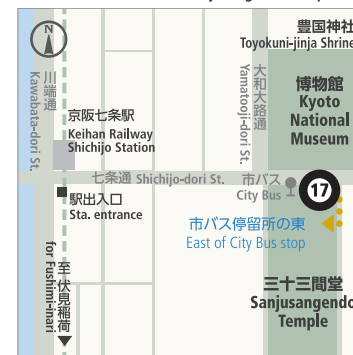 N
豊国神社
Toyokuni-jinja Shrine
川端通
Kawabata-dori St.
大和大路通
Yamatooji-dori St.
博物館
Kyoto
National
Museum
京阪七条駅
Keihan Railway
Shichijo Station
七条通 Shichijo-dori St.
市バス
City Bus
17
駅出入口
Sta. entrance
市バス停留所の東
East of City Bus stop
至 伏見稲荷
for Fushimi-inari
三十三間堂
Sanjusangendo
Temple